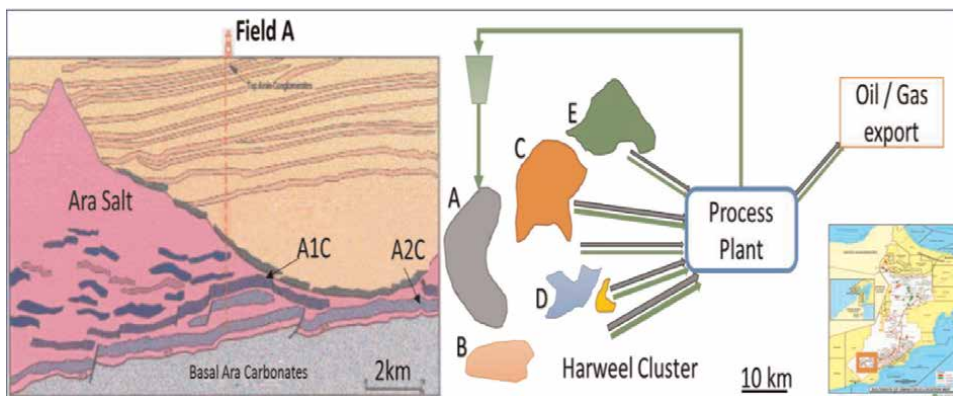 Field A
Top Amin Conglomerates
Ara Salt
A1C
A2C
Basal Ara Carbonates
2km
A
B
C
D
E
Process
Plant
Oil / Gas
export
Harweel Cluster
10 km